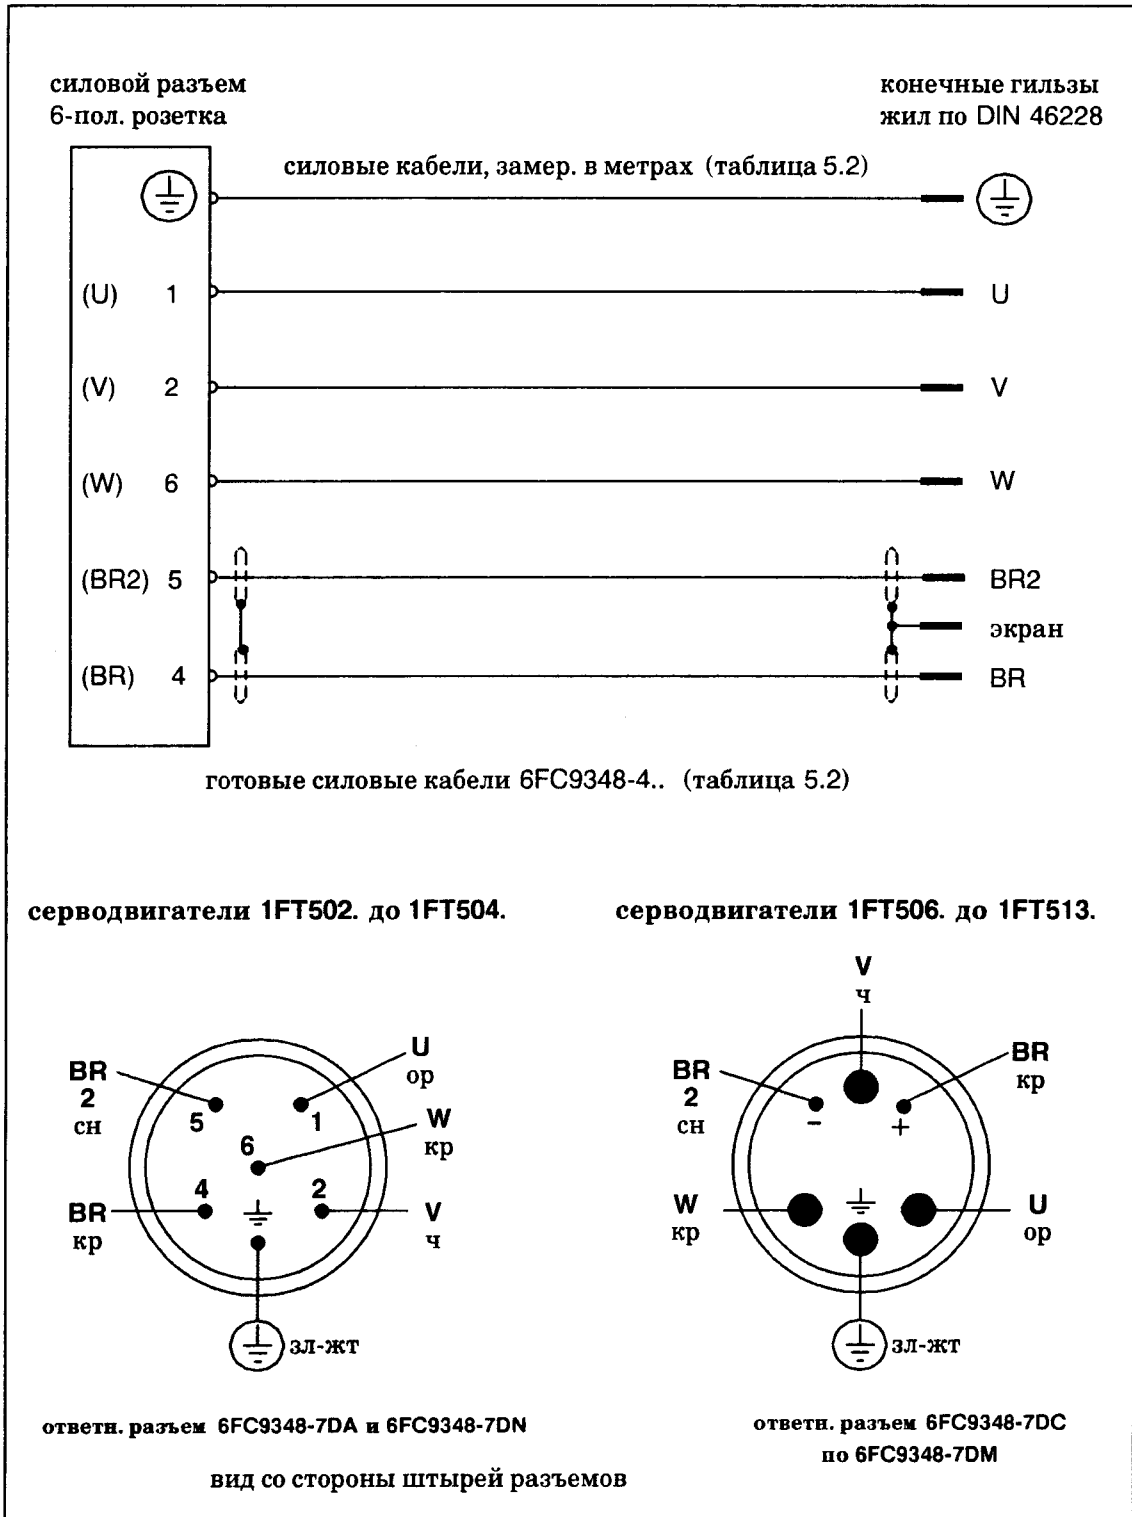 силовой разъем
6-пол. розетка
конечные гильзы
жил по DIN 46228
силовые кабели, замер. в метрах (таблица 5.2)
(U) 1 U
(V) 2 V
(W) 6 W
(BR2) 5 BR2
экран
(BR) 4 BR
готовые силовые кабели 6FC9348-4.. (таблица 5.2)
серводвигатели 1FT502. до 1FT504.
BR
2
сн
U
ор
W
кр
5
1
6
4
2
BR
кр
V
ч
зл-жт
ответн. разъем 6FC9348-7DA и 6FC9348-7DN
серводвигатели 1FT506. до 1FT513.
V
ч
BR
2
сн
BR
кр
-
+
W
кр
U
ор
зл-жт
ответн. разъем 6FC9348-7DC
по 6FC9348-7DM
вид со стороны штырей разъемов